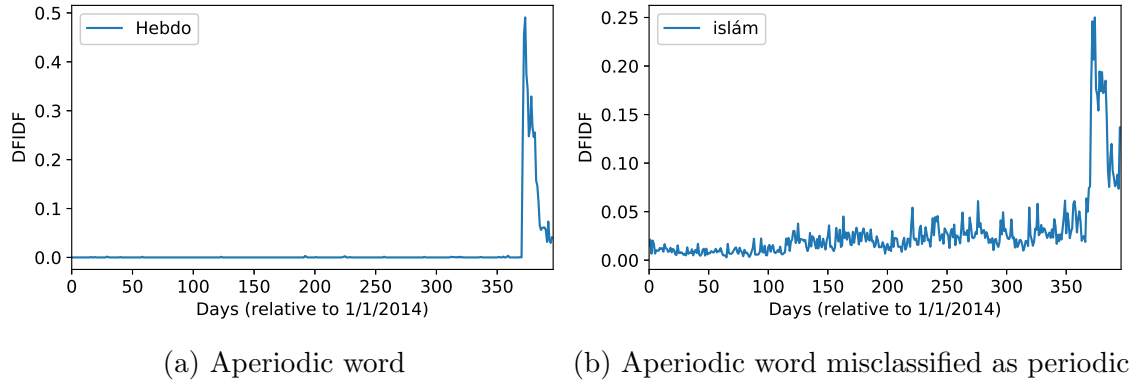 Hebdo
DFIDF
0.5
0.4
0.3
0.2
0.1
0.0
0 50 100 150 200 250 300 350
Days (relative to 1/1/2014)
(a) Aperiodic word
islám
DFIDF
0.25
0.20
0.15
0.10
0.05
0.00
0 50 100 150 200 250 300 350
Days (relative to 1/1/2014)
(b) Aperiodic word misclassified as periodic